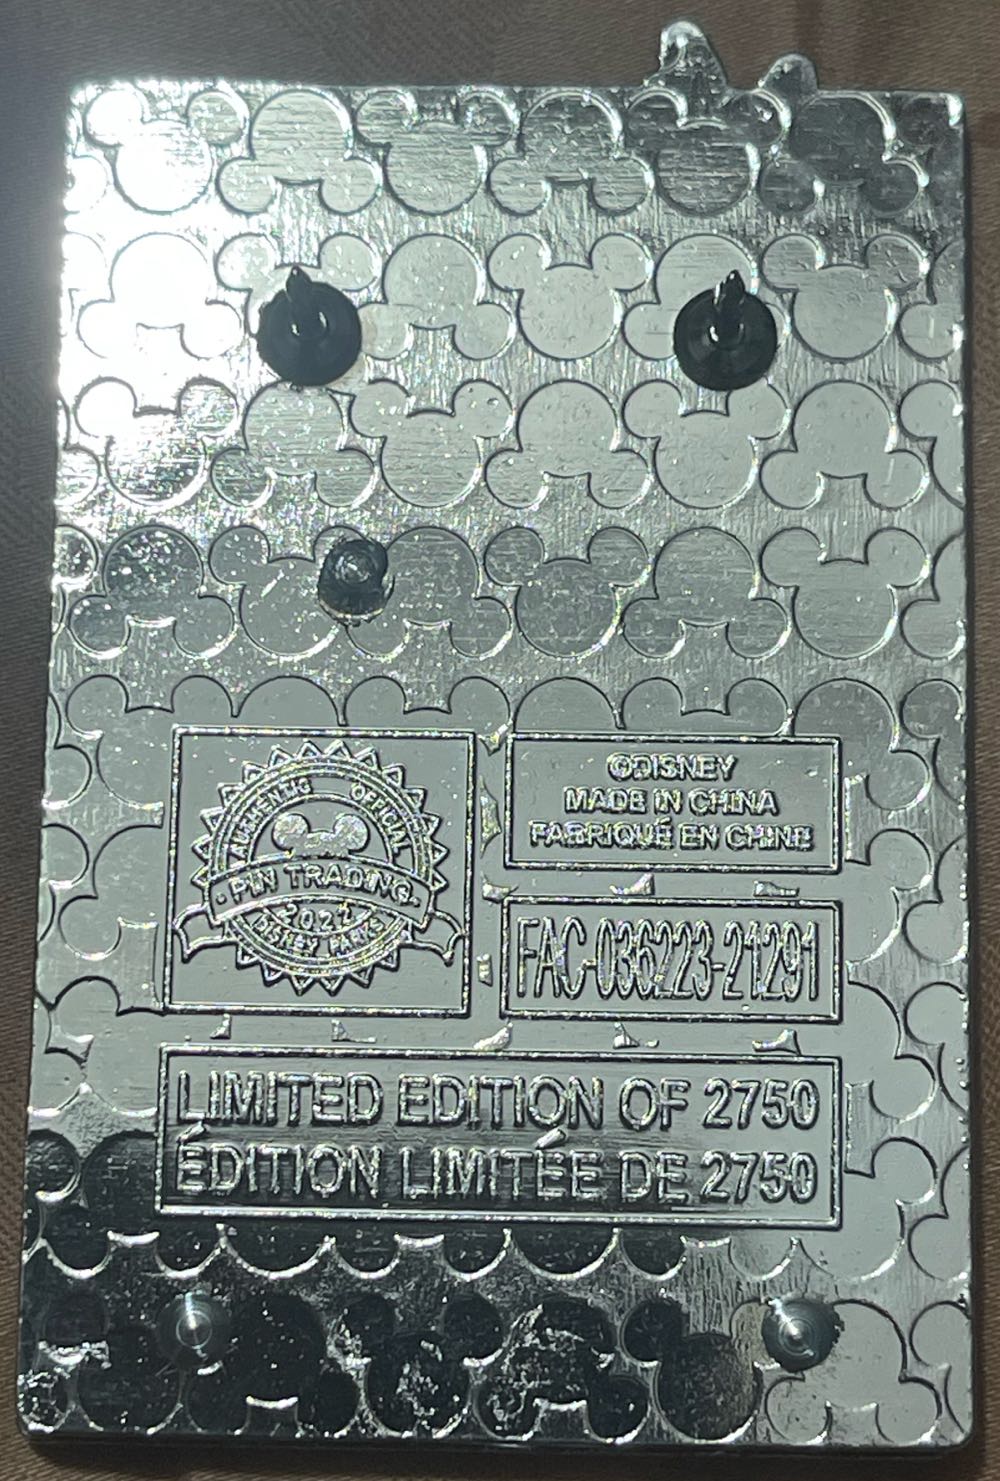 AUTHENTIC OFFICIAL
• PIN TRADING •
2022
DISNEY PARKS
©DISNEY
MADE IN CHINA
FABRIQUÉ EN CHINE
FAC-036223-21291
LIMITED EDITION OF 2750
ÉDITION LIMITÉE DE 2750